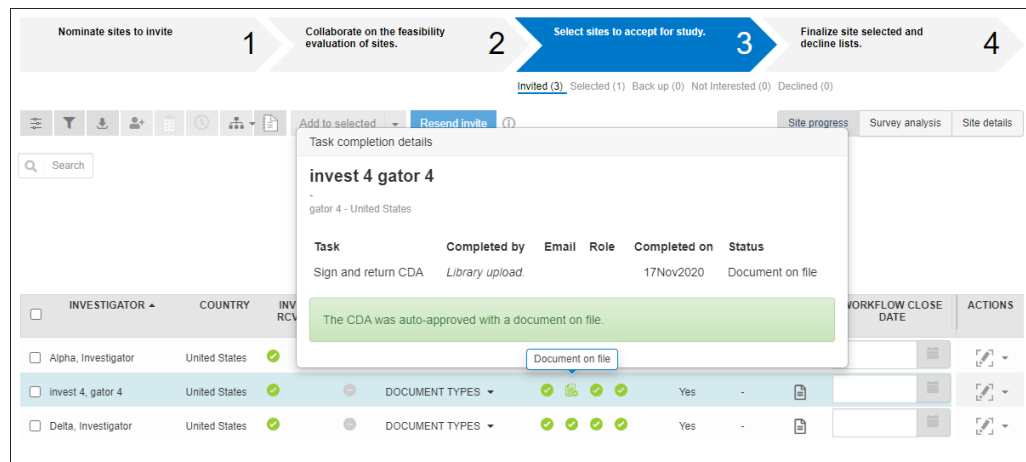 Nominate sites to invite
1
Collaborate on the feasibility
evaluation of sites.
2
Select sites to accept for study.
3
Finalize site selected and
decline lists.
4
Invited (3) Selected (1) Back up (0) Not Interested (0) Declined (0)
Add to selected Resend invite
Site progress Survey analysis Site details
Search
Task completion details
invest 4 gator 4
-
gator 4 - United States
Task Completed by Email Role Completed on Status
Sign and return CDA Library upload. 17Nov2020 Document on file
The CDA was auto-approved with a document on file.
Document on file
INVESTIGATOR COUNTRY INV
RCV
WORKFLOW CLOSE
DATE
ACTIONS
Alpha, Investigator United States
invest 4, gator 4 United States DOCUMENT TYPES Yes -
Delta, Investigator United States DOCUMENT TYPES Yes -